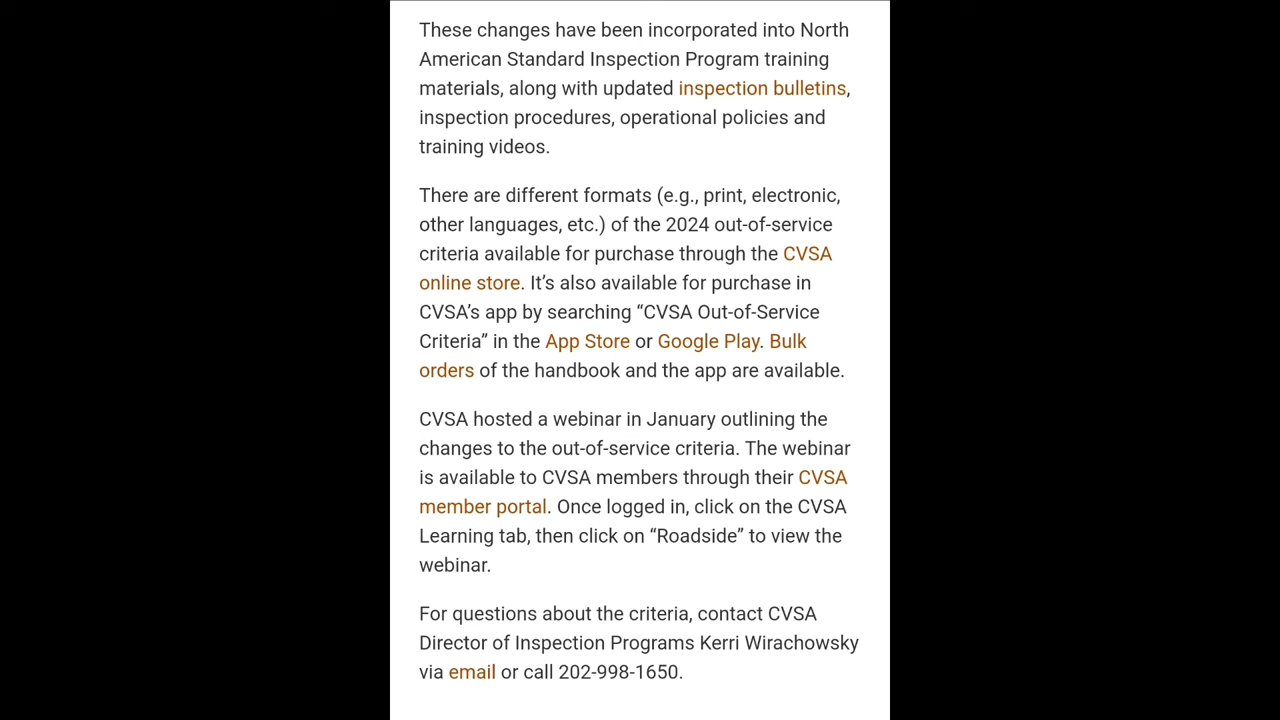 These changes have been incorporated into North
American Standard Inspection Program training
materials, along with updated inspection bulletins,
inspection procedures, operational policies and
training videos.
There are different formats (e.g., print, electronic,
other languages, etc.) of the 2024 out-of-service
criteria available for purchase through the CVSA
online store. It’s also available for purchase in
CVSA’s app by searching “CVSA Out-of-Service
Criteria” in the App Store or Google Play. Bulk
orders of the handbook and the app are available.
CVSA hosted a webinar in January outlining the
changes to the out-of-service criteria. The webinar
is available to CVSA members through their CVSA
member portal. Once logged in, click on the CVSA
Learning tab, then click on “Roadside” to view the
webinar.
For questions about the criteria, contact CVSA
Director of Inspection Programs Kerri Wirachowsky
via email or call 202-998-1650.